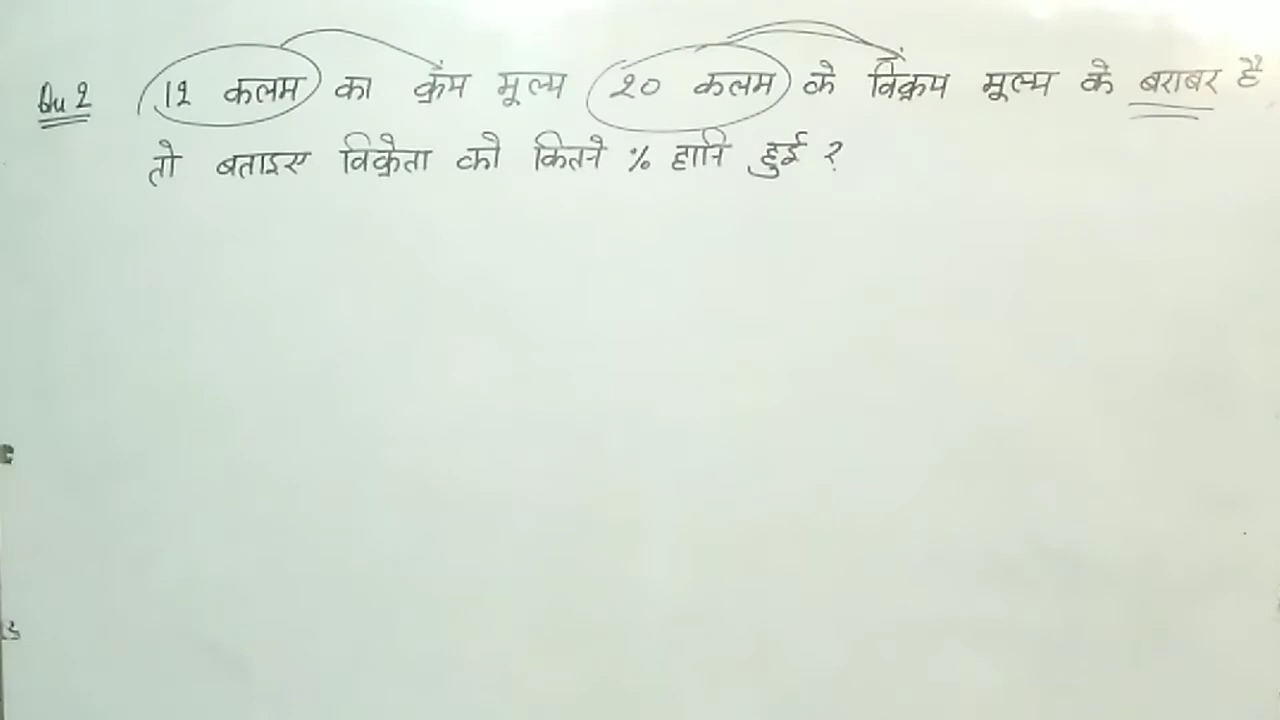 Qu 2 12 कलम का क्रय मूल्य 20 कलम के विक्रय मूल्य के बराबर है
तो बताइए विक्रेता को कितने % हानि हुई ?